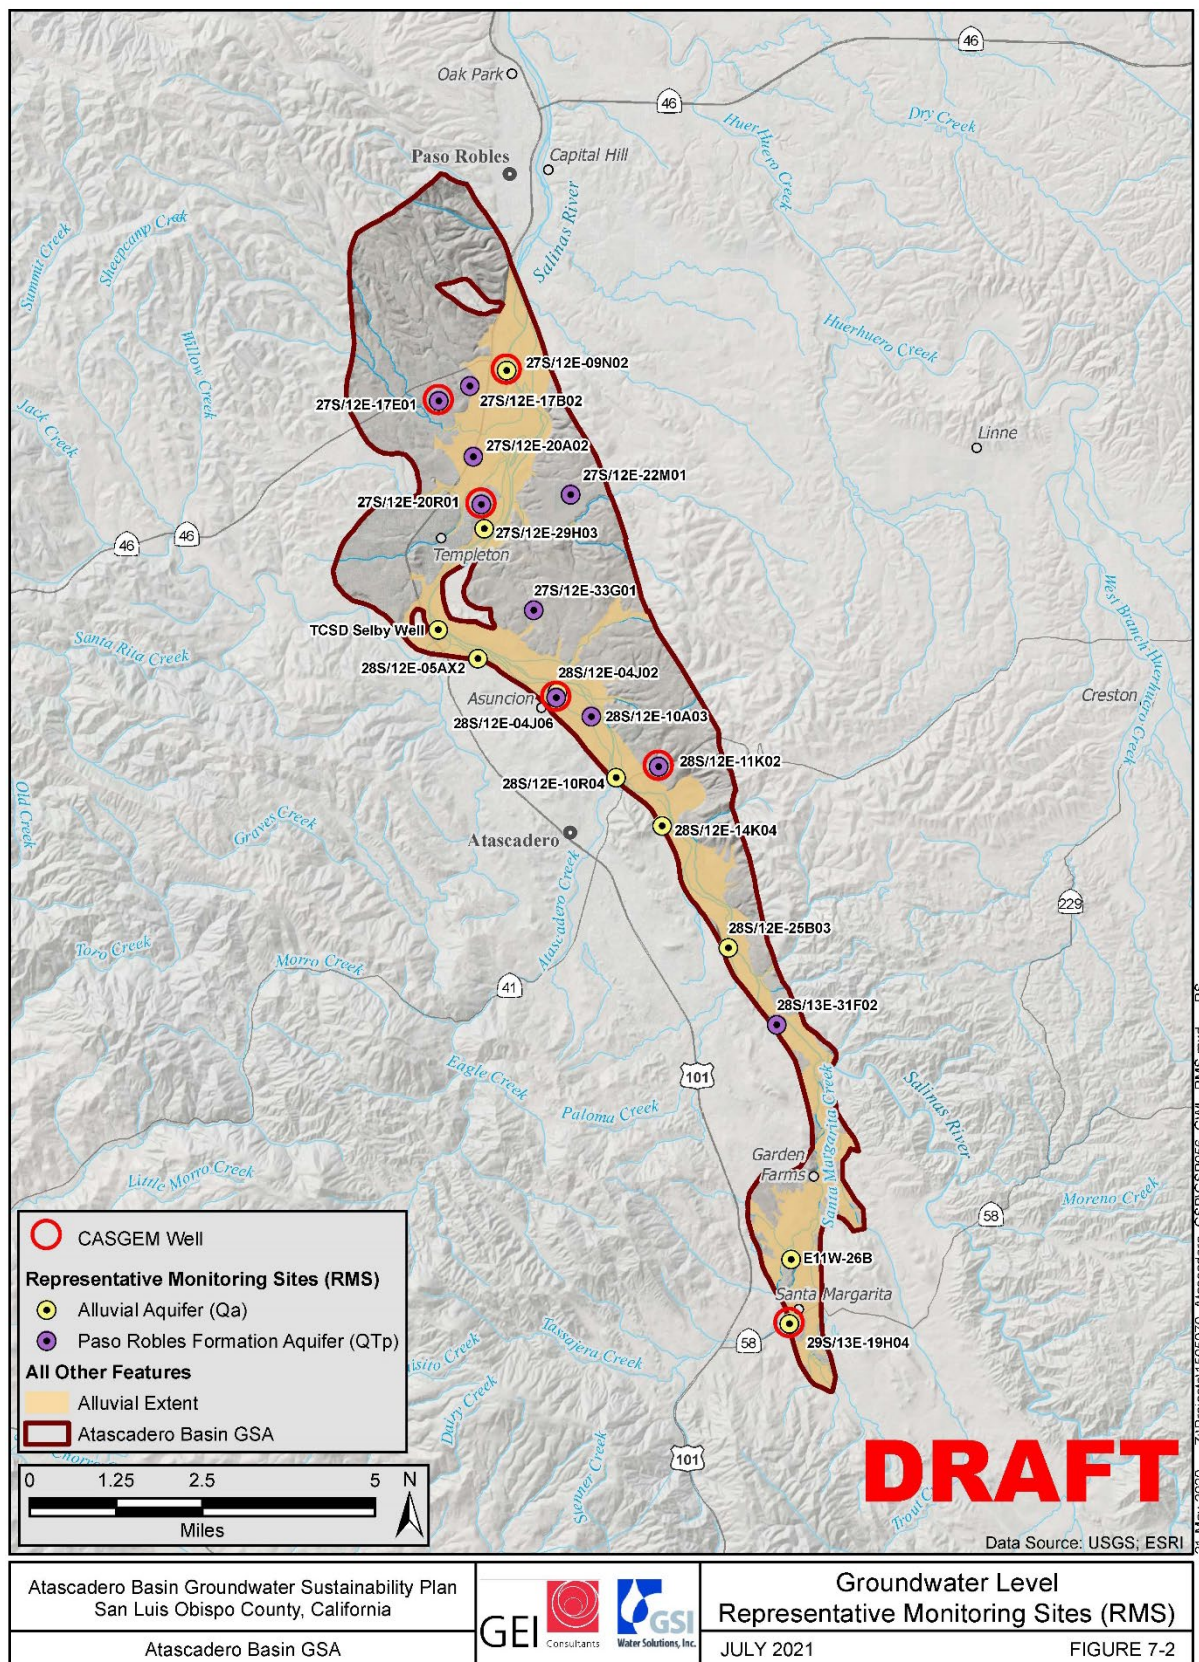 46
Oak Park
46
Dry Creek
Huer Huero Creek
Capital Hill
Paso Robles
Salinas River
Summit Creek
Sheepcamp Creek
Willow Creek
Huerhuero Creek
27S/12E-09N02
27S/12E-17E01
27S/12E-17B02
Jack Creek
Linne
27S/12E-20A02
27S/12E-22M01
27S/12E-20R01
46
46
27S/12E-29H03
Templeton
27S/12E-33G01
West Branch Huerhuero Creek
TCSD Selby Well
Santa Rita Creek
28S/12E-05AX2
28S/12E-04J02
Asuncion
28S/12E-04J06
28S/12E-10A03
Creston
28S/12E-11K02
28S/12E-10R04
Old Creek
Graves Creek
Atascadero
28S/12E-14K04
Atascadero Creek
229
Toro Creek
Morro Creek
28S/12E-25B03
41
28S/13E-31F02
Eagle Creek
101
Paloma Creek
Salinas River
Santa Margarita Creek
Garden
Farms
Little Morro Creek
Moreno Creek
58
E11W-26B
Santa Margarita
58
29S/13E-19H04
Tassajera Creek
Dairy Creek
Stenner Creek
101
CASGEM Well
Representative Monitoring Sites (RMS)
Alluvial Aquifer (Qa)
Paso Robles Formation Aquifer (QTp)
All Other Features
Alluvial Extent
Atascadero Basin GSA
0 1.25 2.5 5
Miles
N
DRAFT
Data Source: USGS; ESRI
Atascadero Basin Groundwater Sustainability Plan
San Luis Obispo County, California
Atascadero Basin GSA
GEI Consultants
GSI
Water Solutions, Inc.
Groundwater Level
Representative Monitoring Sites (RMS)
JULY 2021
FIGURE 7-2